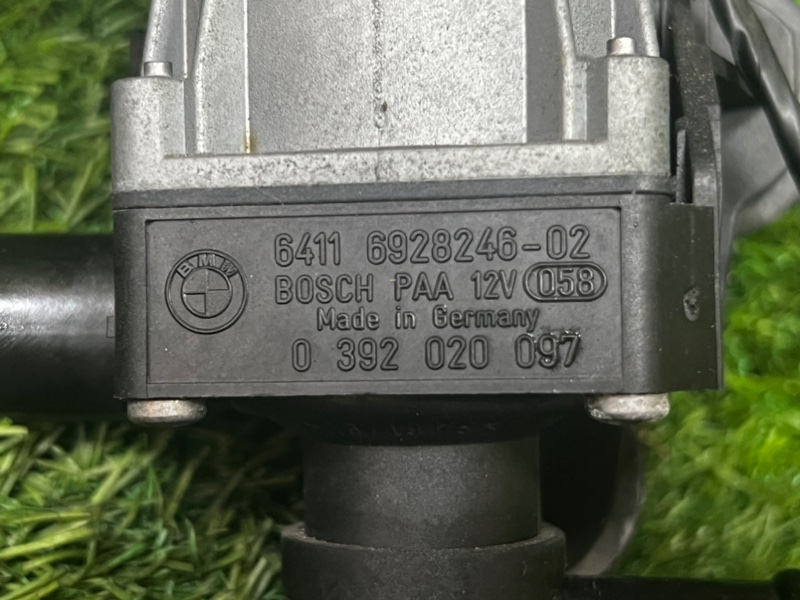 BMW
6411 6928246-02
BOSCH PAA 12V 058
Made in Germany
0 392 020 097